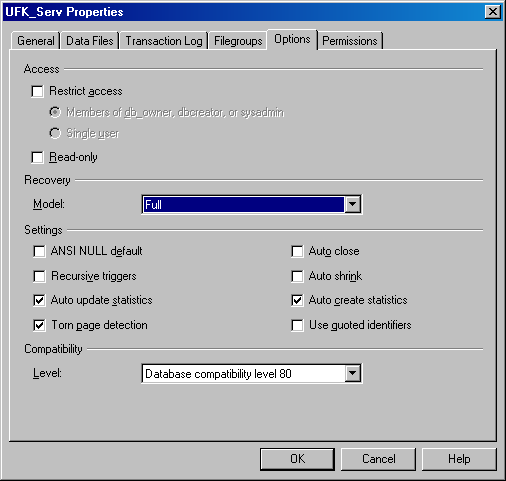 UFK_Serv Properties
General Data Files Transaction Log Filegroups Options Permissions
Access
Restrict access
Members of db_owner, dbcreator, or sysadmin
Single user
Read-only
Recovery
Model: Full
Settings
ANSI NULL default Auto close
Recursive triggers Auto shrink
Auto update statistics Auto create statistics
Torn page detection Use quoted identifiers
Compatibility
Level: Database compatibility level 80
OK Cancel Help